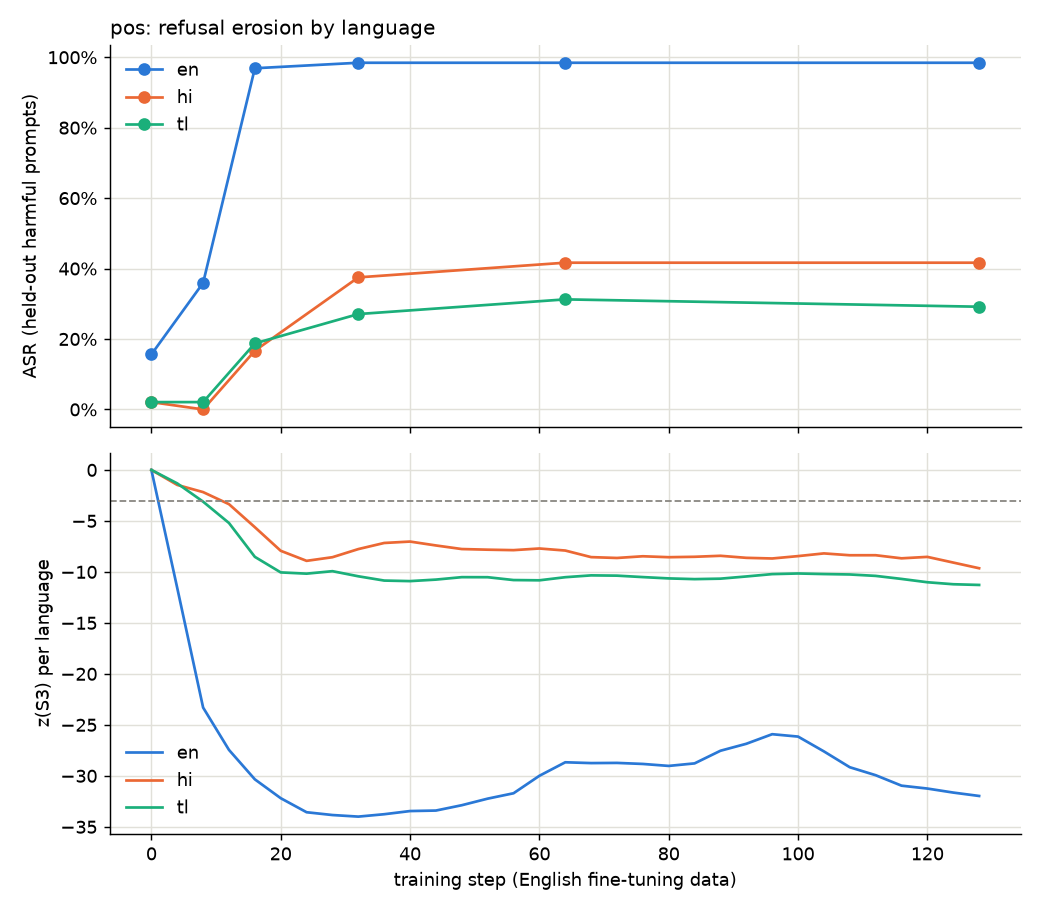 pos: refusal erosion by language
ASR (held-out harmful prompts)
100%
80%
60%
40%
20%
0%
en
hi
tl
z(S3) per language
0
−5
−10
−15
−20
−25
−30
−35
en
hi
tl
0 20 40 60 80 100 120
training step (English fine-tuning data)